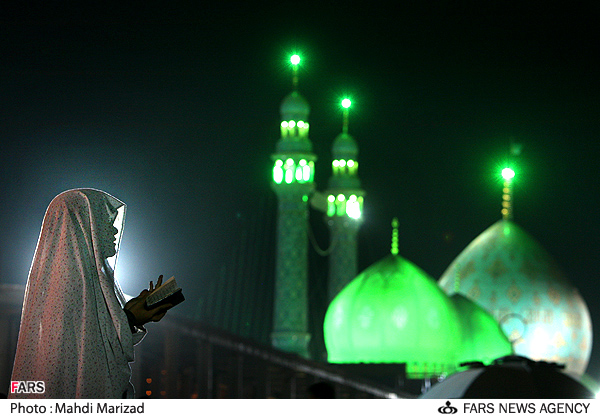 FARS
Photo : Mahdi Marizad
FARS NEWS AGENCY